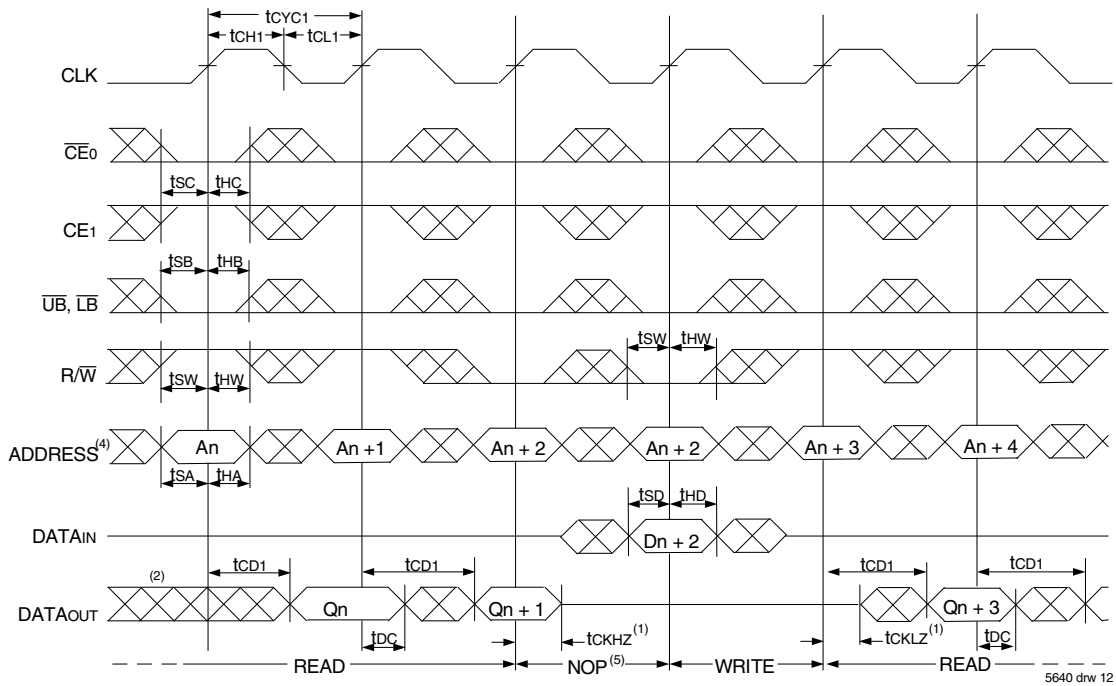 tCYC1
tCH1 tCL1
CLK
CE0
tSC tHC
CE1
tSB tHB
UB, LB
tSW tHW
R/W
tSW tHW
ADDRESS(4) An An +1 An + 2 An + 2 An + 3 An + 4
tSA tHA
tSD tHD
DATAIN Dn + 2
(2) tCD1 tCD1 tCD1 tCD1
DATAOUT Qn Qn + 1 Qn + 3
tDC tCKHZ(1) tCKLZ(1) tDC
READ NOP(5) WRITE READ
5640 drw 12